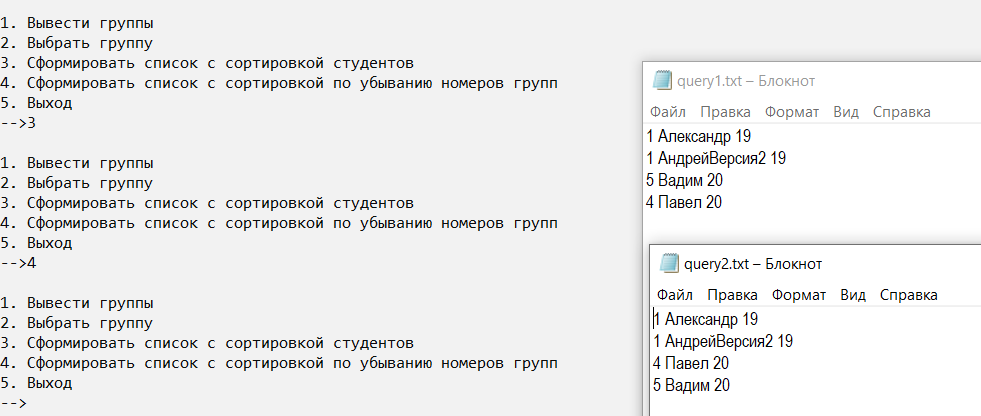 1. Вывести группы
2. Выбрать группу
3. Сформировать список с сортировкой студентов
4. Сформировать список с сортировкой по убыванию номеров групп
5. Выход
-->3
1. Вывести группы
2. Выбрать группу
3. Сформировать список с сортировкой студентов
4. Сформировать список с сортировкой по убыванию номеров групп
5. Выход
-->4
1. Вывести группы
2. Выбрать группу
3. Сформировать список с сортировкой студентов
4. Сформировать список с сортировкой по убыванию номеров групп
5. Выход
-->
query1.txt – Блокнот
Файл Правка Формат Вид Справка
1 Александр 19
1 АндрейВерсия2 19
5 Вадим 20
4 Павел 20
query2.txt – Блокнот
Файл Правка Формат Вид Справка
1 Александр 19
1 АндрейВерсия2 19
4 Павел 20
5 Вадим 20